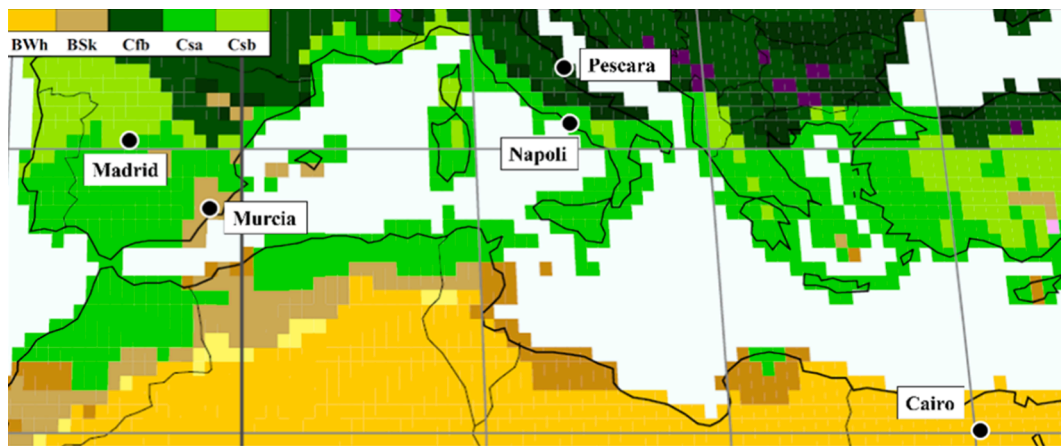 BWh BSk Cfb Csa Csb
Pescara
Napoli
Madrid
Murcia
Cairo